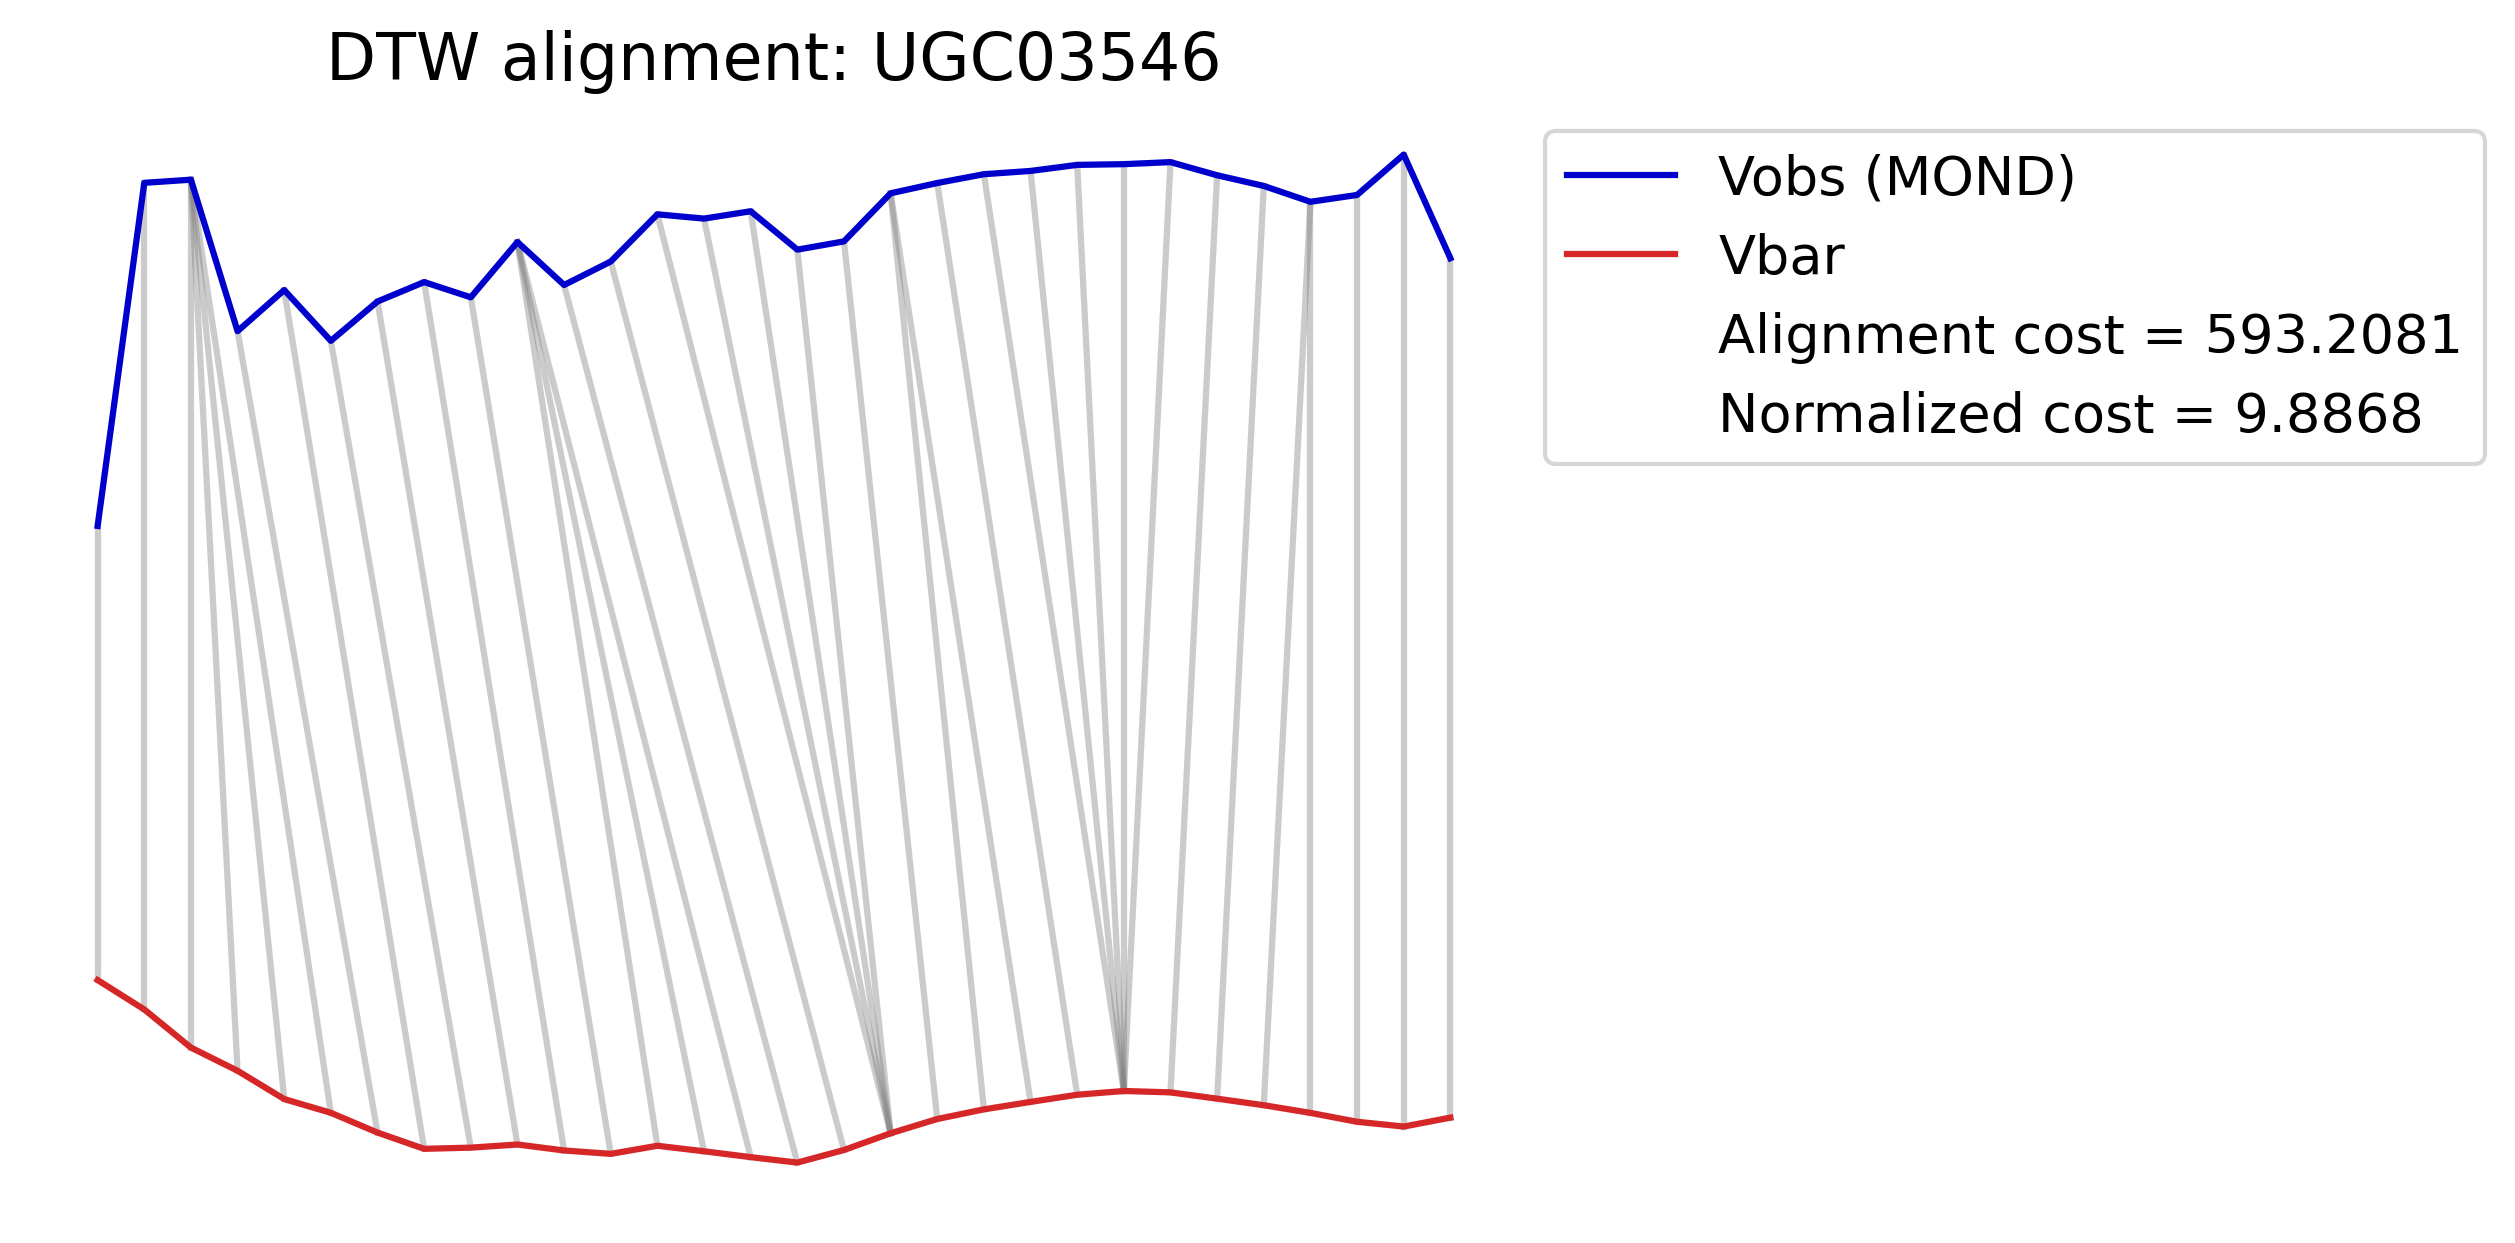 DTW alignment: UGC03546
Vobs (MOND)
Vbar
Alignment cost = 593.2081
Normalized cost = 9.8868